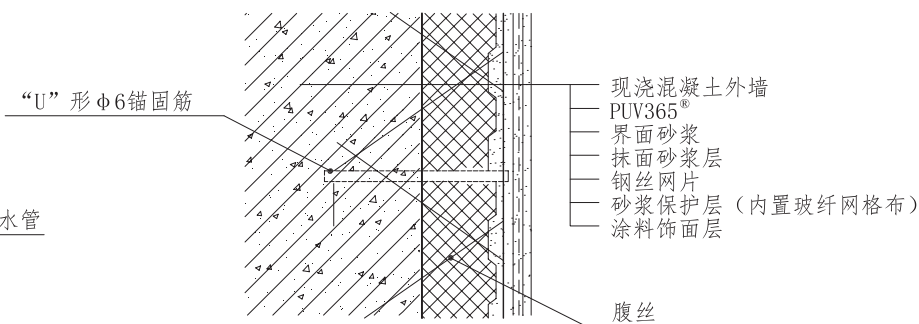 “U”形φ6锚固筋
水管
现浇混凝土外墙
PUV365®
界面砂浆
抹面砂浆层
钢丝网片
砂浆保护层（内置玻纤网格布）
涂料饰面层
腹丝